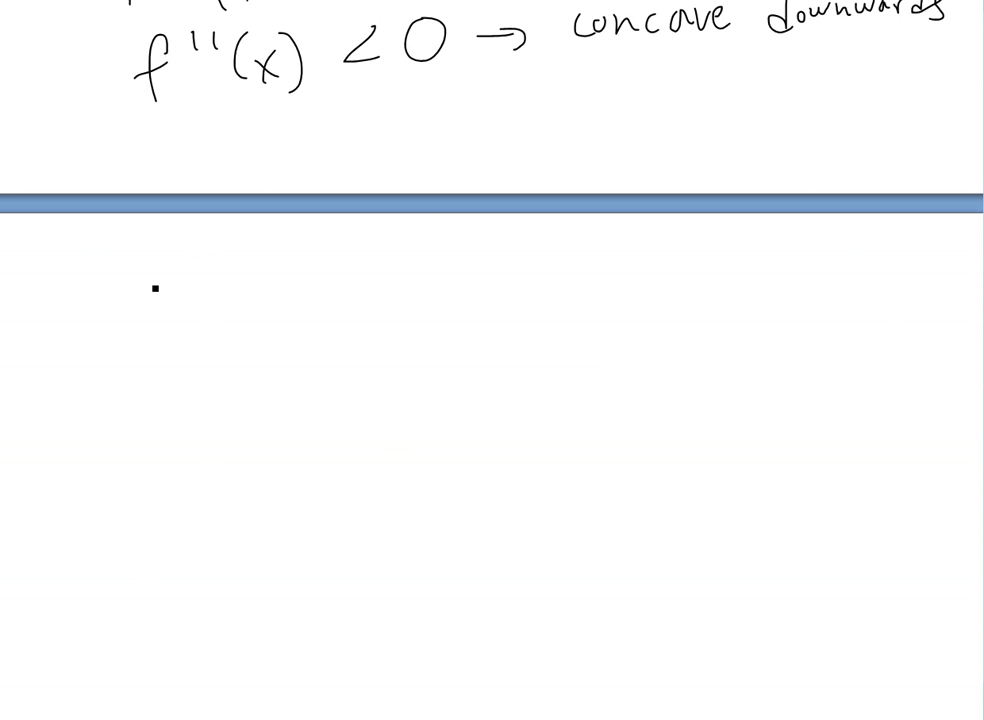 f''(x) < 0 → concave downwards